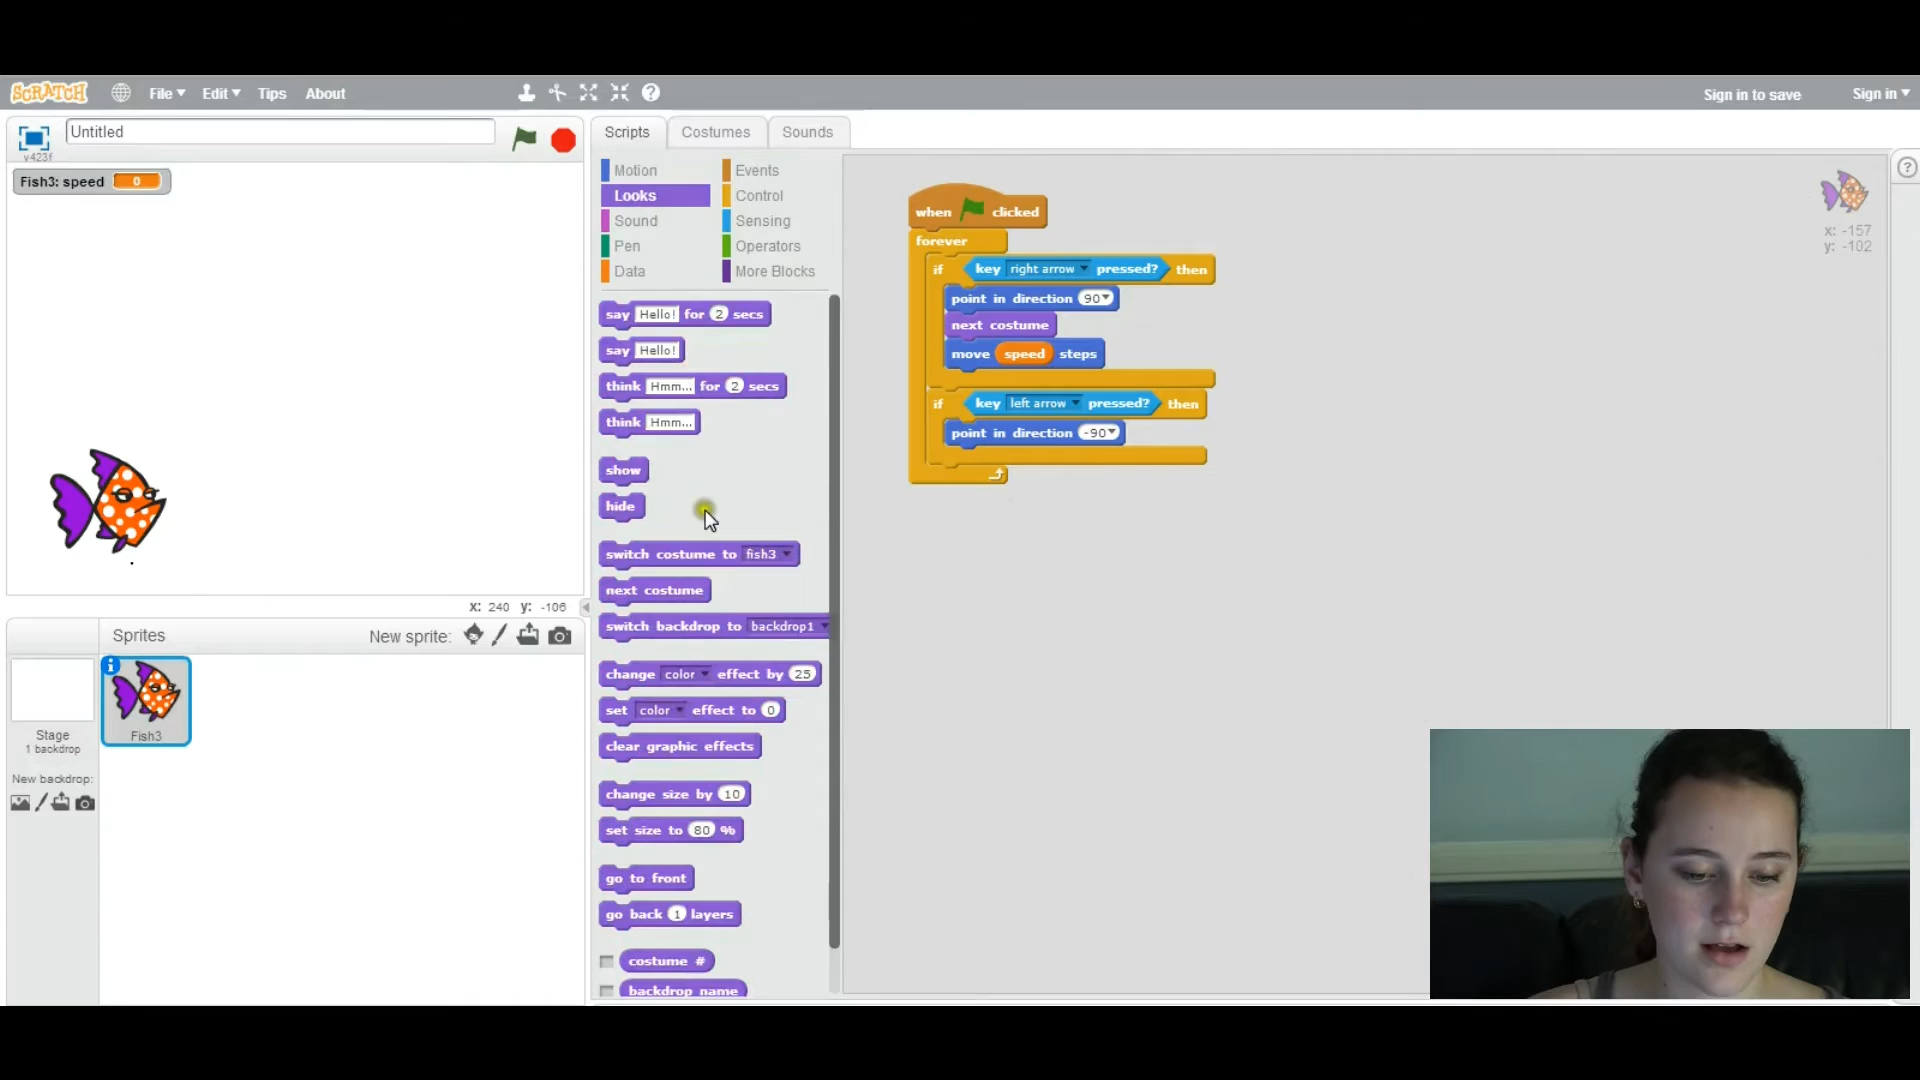 SCRATCH File Edit Tips About Sign in to save Sign in
v423f
Untitled
Fish3: speed 0
x: 240 y: -106
Sprites New sprite:
Fish3
Stage
1 backdrop
New backdrop:
Scripts Costumes Sounds
Motion Events
Looks Control
Sound Sensing
Pen Operators
Data More Blocks
say Hello! for 2 secs
say Hello!
think Hmm... for 2 secs
think Hmm...
show
hide
switch costume to fish3
next costume
switch backdrop to backdrop1
change color effect by 25
set color effect to 0
clear graphic effects
change size by 10
set size to 80 %
go to front
go back 1 layers
costume #
backdrop name
when clicked
forever
if key right arrow pressed? then
point in direction 90
next costume
move speed steps
if key left arrow pressed? then
point in direction -90
x: -157
y: -102